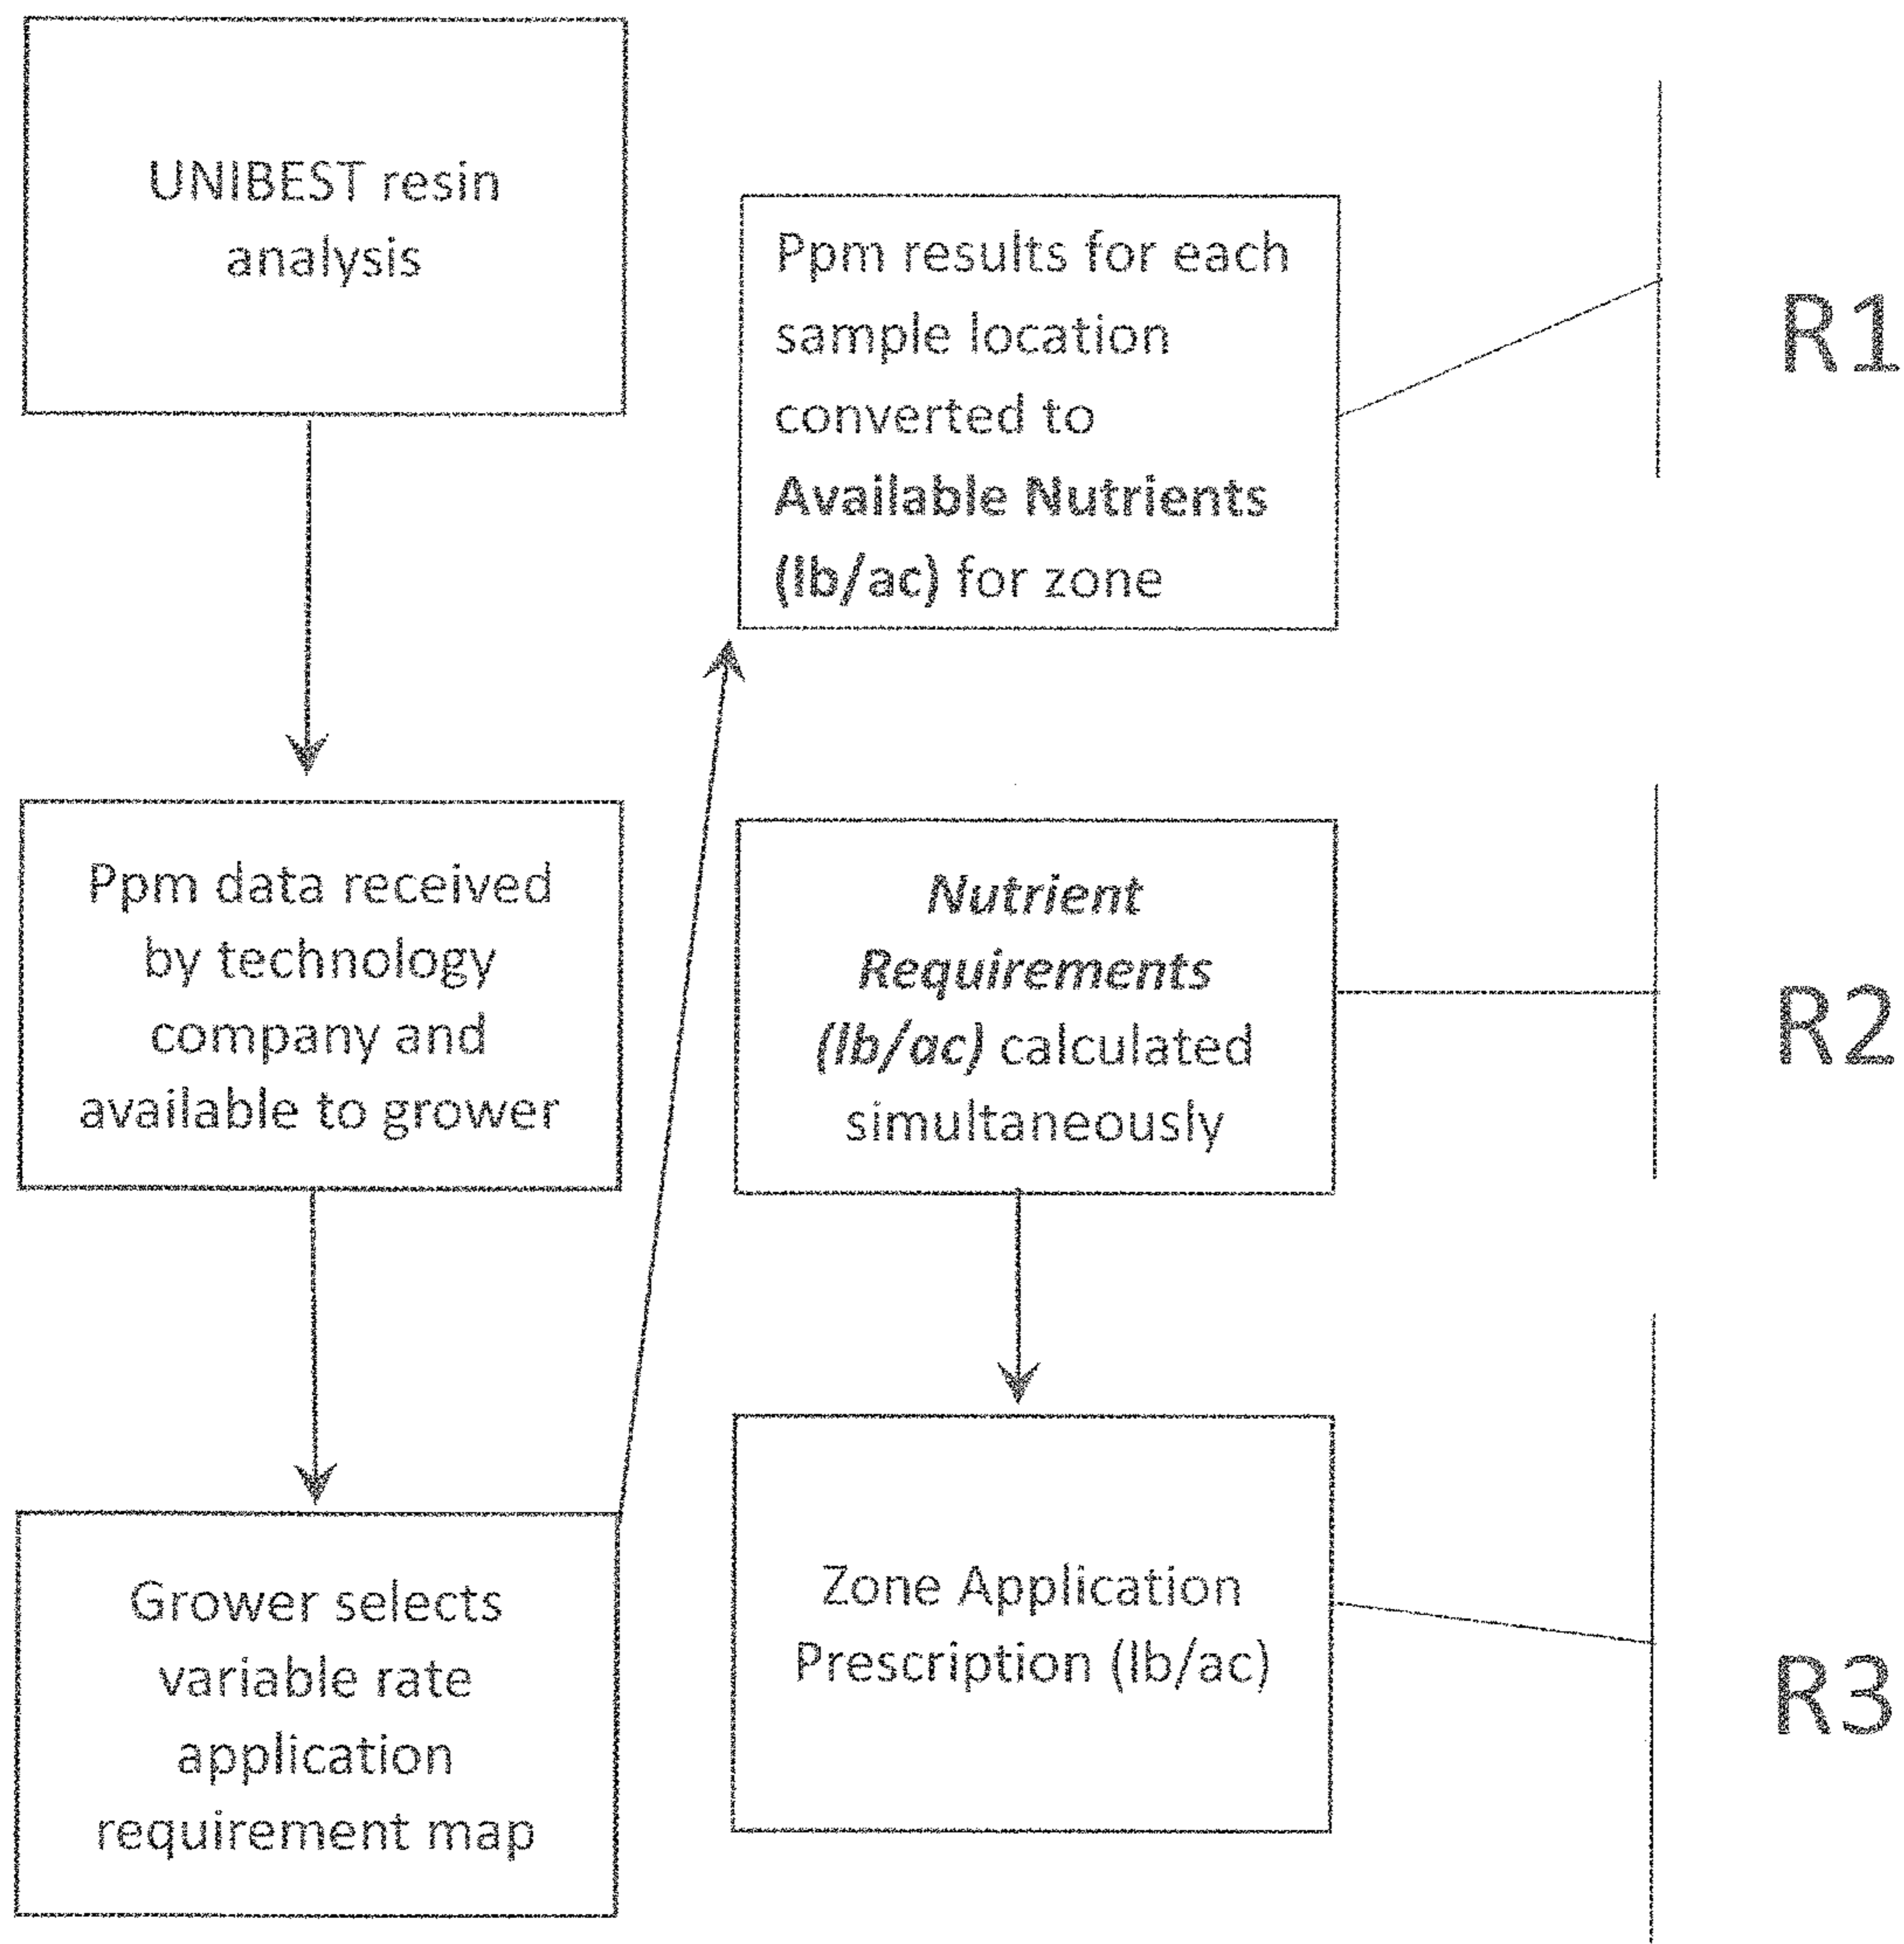 UNIBEST resin
analysis
Ppm data received
by technology
company and
available to grower
Grower selects
variable rate
application
requirement map
Ppm results for each
sample location
converted to
Available Nutrients
(lb/ac) for zone
R1
Nutrient
Requirements
(lb/ac) calculated
simultaneously
R2
Zone Application
Prescription (lb/ac)
R3